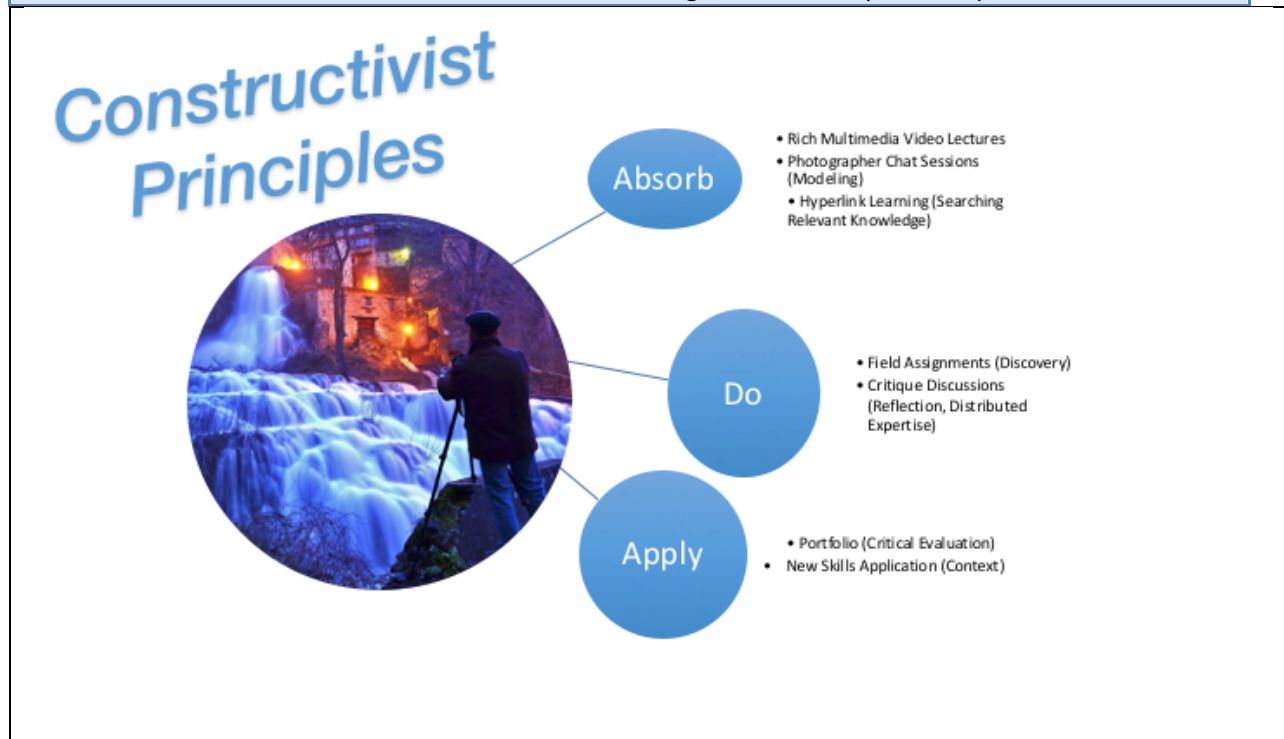 Constructivist
Principles
Absorb
• Rich Multimedia Video Lectures
• Photographer Chat Sessions
(Modeling)
• Hyperlink Learning (Searching
Relevant Knowledge)
Do
• Field Assignments (Discovery)
• Critique Discussions
(Reflection, Distributed
Expertise)
Apply
• Portfolio (Critical Evaluation)
• New Skills Application (Context)